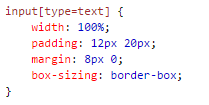 input[type=text] {
    width: 100%;
    padding: 12px 20px;
    margin: 8px 0;
    box-sizing: border-box;
}